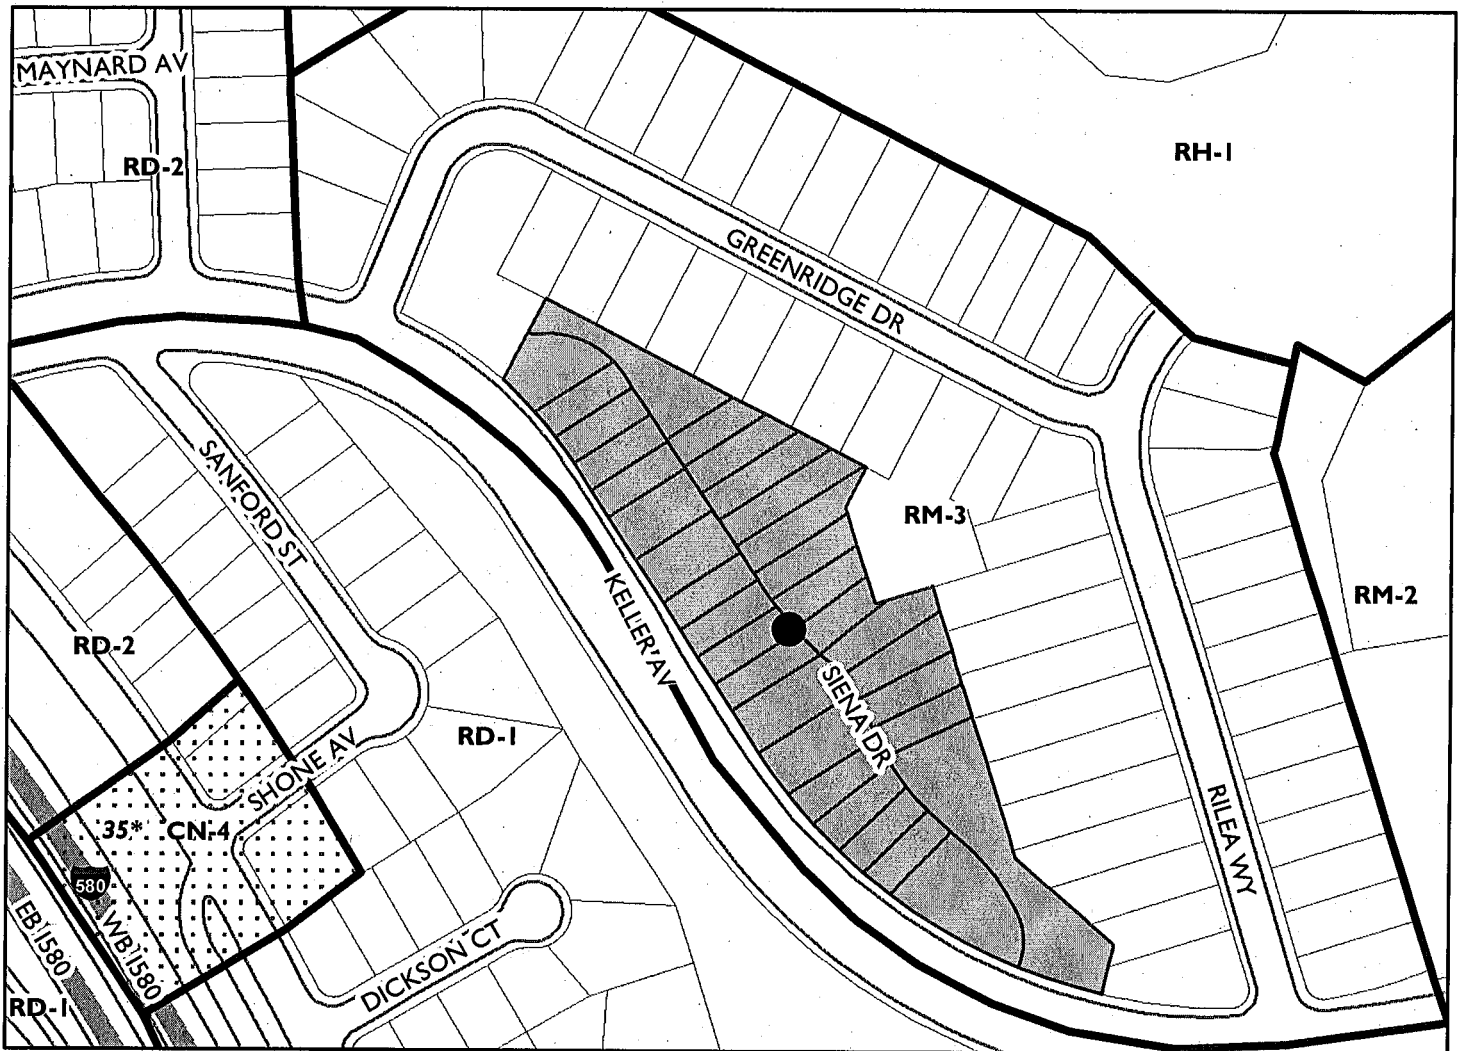 MAYNARD AV
RD-2
RH-1
GREENRIDGE DR
SANFORD ST
RM-3
KELLER AV
RM-2
RD-2
SIENA DR
RD-1
SHONE AV
RILEA WY
35* CN-4
580
EB I580
WB I580
DICKSON CT
RD-1